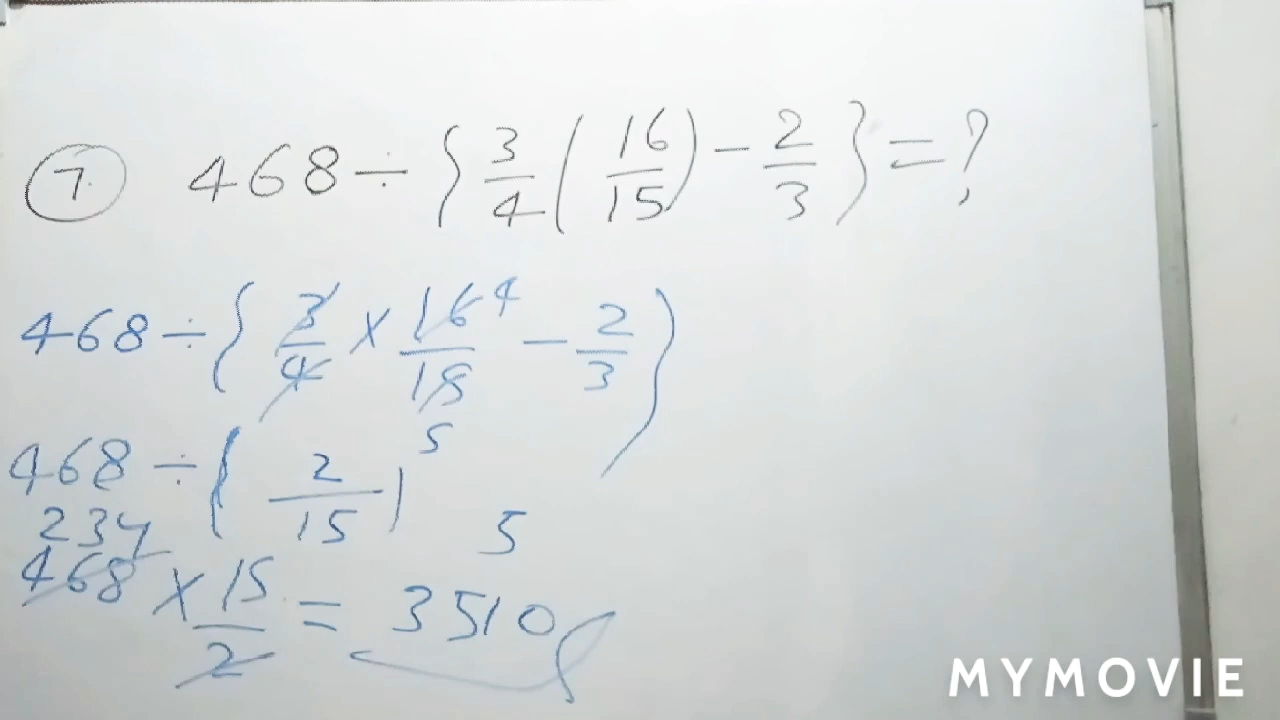 7 468 ÷ { 3/4 ( 16/15 ) - 2/3 } = ?
468 ÷ { 3/4 × 16/15 - 2/3 }
4
5
468 ÷ { 2/15 )
234 5
468 × 15/2 = 3510
MYMOVIE